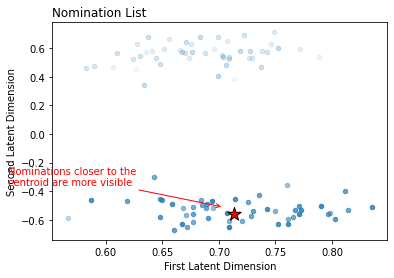 Nomination List
Second Latent Dimension
0.6
0.4
0.2
0.0
−0.2
−0.4
−0.6
Nominations closer to the
centroid are more visible
0.60
0.65
0.70
0.75
0.80
First Latent Dimension